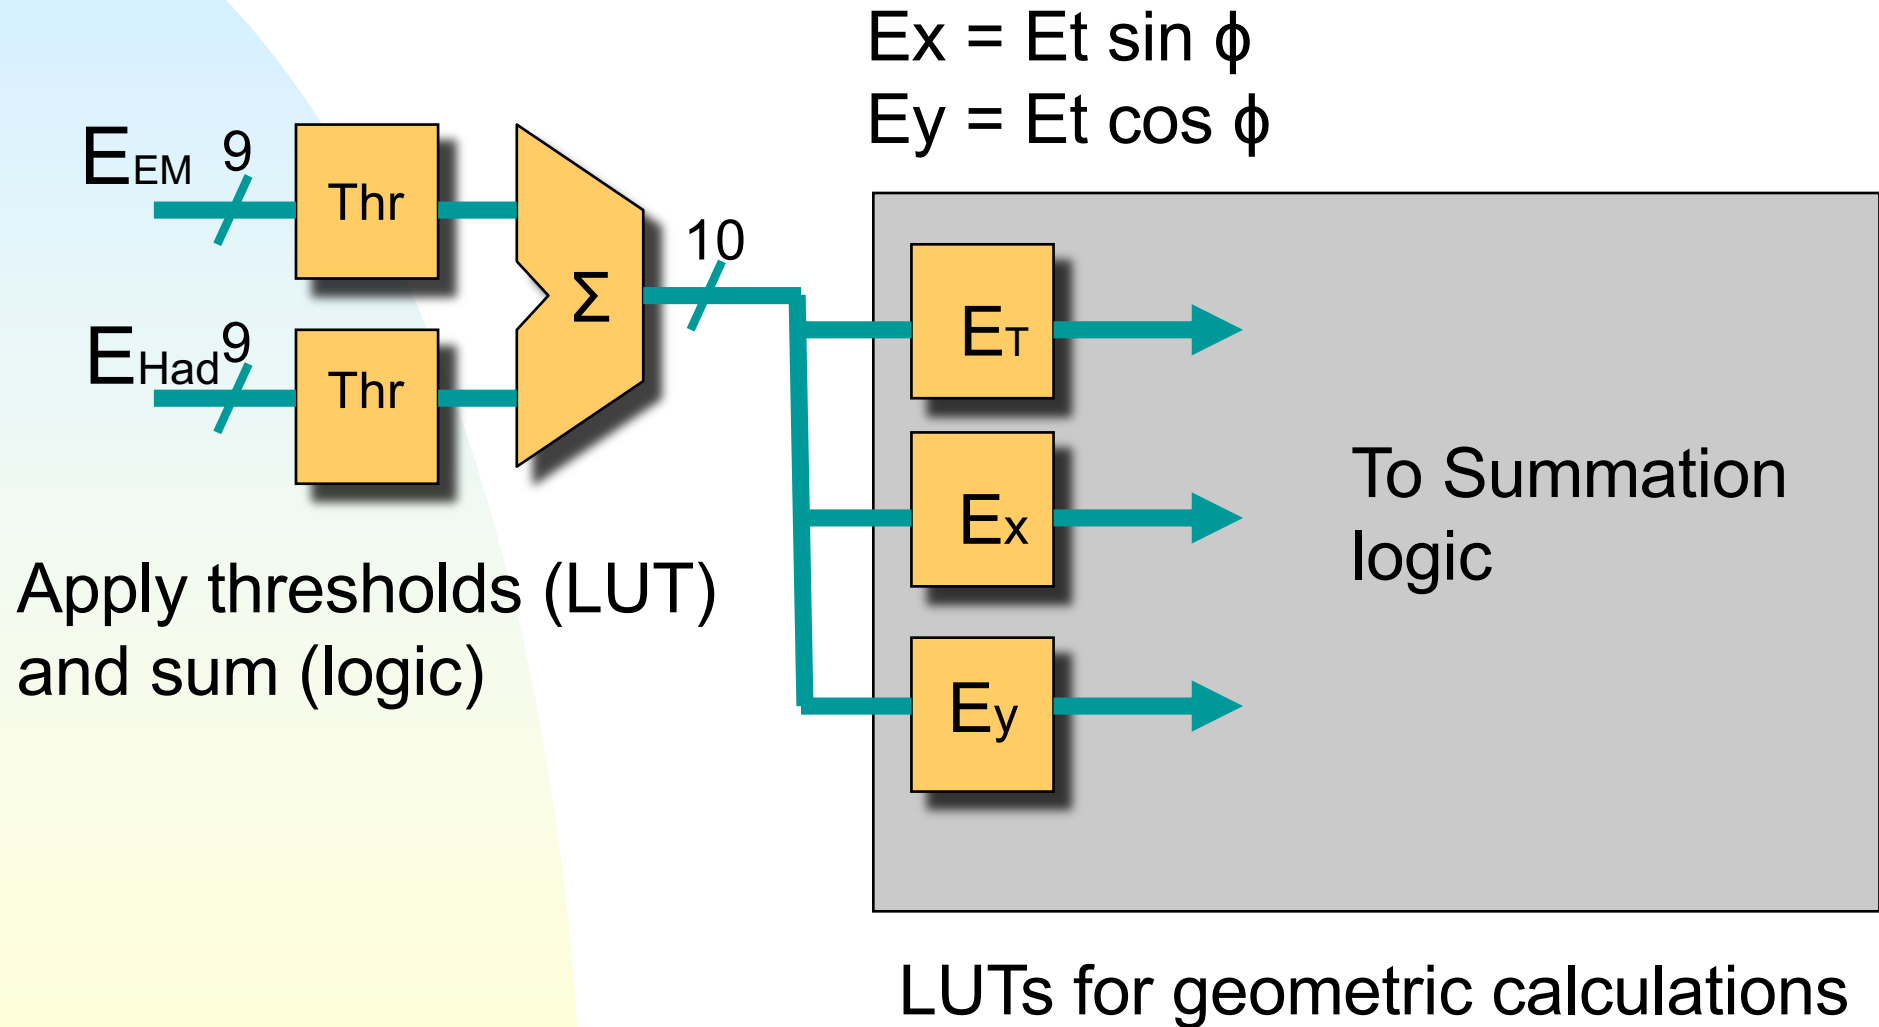 Ex = Et sin ϕ
Ey = Et cos ϕ
EEM 9
Thr
10
Σ
EHad 9
Thr
ET
Ex
Ey
To Summation
logic
Apply thresholds (LUT)
and sum (logic)
LUTs for geometric calculations